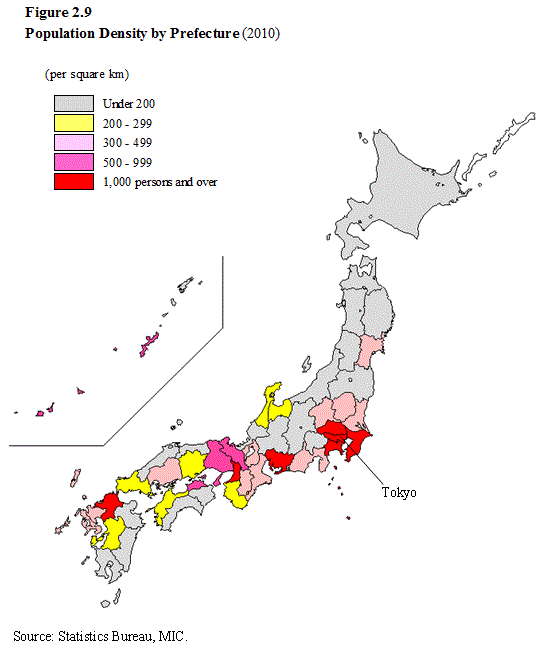 Figure 2.9
Population Density by Prefecture (2010)
(per square km)
Under 200
200 - 299
300 - 499
500 - 999
1,000 persons and over
Tokyo
Source: Statistics Bureau, MIC.